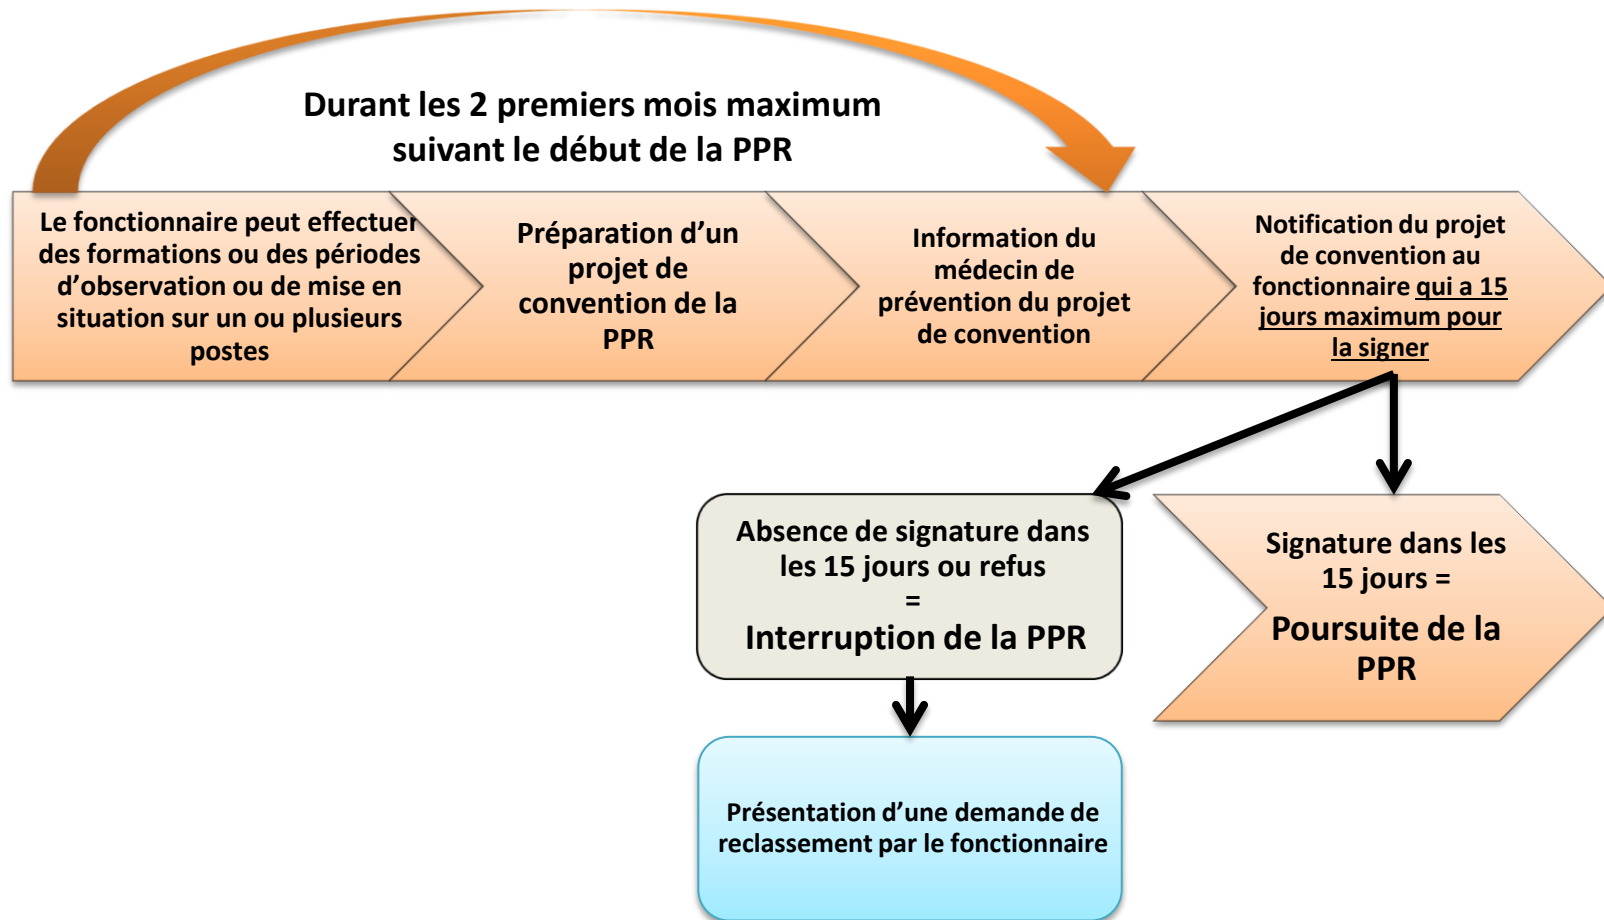 Durant les 2 premiers mois maximum
suivant le début de la PPR
Le fonctionnaire peut effectuer
des formations ou des périodes
d’observation ou de mise en
situation sur un ou plusieurs
postes
Préparation d’un
projet de
convention de la
PPR
Information du
médecin de
prévention du projet
de convention
Notification du projet
de convention au
fonctionnaire qui a 15
jours maximum pour
la signer
Absence de signature dans
les 15 jours ou refus
=
Interruption de la PPR
Signature dans les
15 jours =
Poursuite de la
PPR
Présentation d’une demande de
reclassement par le fonctionnaire